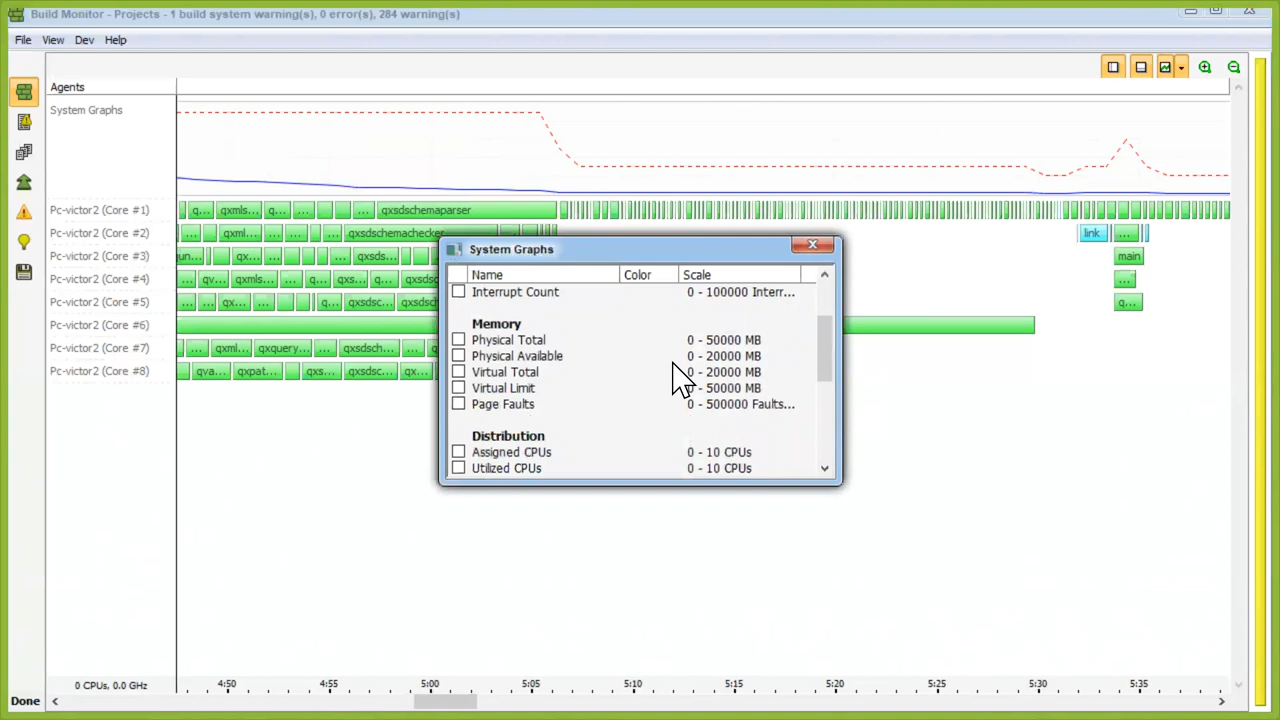 Build Monitor - Projects - 1 build system warning(s), 0 error(s), 284 warning(s)
File View Dev Help
Agents
System Graphs
Pc-victor2 (Core #1) q... qxmls... q... ... ... qxsdschemaparser
Pc-victor2 (Core #2) ... qxml... ... ... ... qxsdschemachecker link ...
Pc-victor2 (Core #3) un... qx... ... ... qxsds... main
Pc-victor2 (Core #4) ... qv... qxmls... ... q... qxs... q... qxsdsc ...
Pc-victor2 (Core #5) ... ... q... q... qxsdsc... ... qxsd q...
Pc-victor2 (Core #6)
Pc-victor2 (Core #7) ... qxml... qxquery... ... qxsdsch... ... q
Pc-victor2 (Core #8) qva... qxpat... ... qxs... qxsdsc... qx... ...
System Graphs
Name Color Scale
Interrupt Count 0 - 100000 Interr...
Memory
Physical Total 0 - 50000 MB
Physical Available 0 - 20000 MB
Virtual Total 0 - 20000 MB
Virtual Limit 0 - 50000 MB
Page Faults 0 - 500000 Faults...
Distribution
Assigned CPUs 0 - 10 CPUs
Utilized CPUs 0 - 10 CPUs
0 CPUs, 0.0 GHz 4:50 4:55 5:00 5:05 5:10 5:15 5:20 5:25 5:30 5:35
Done